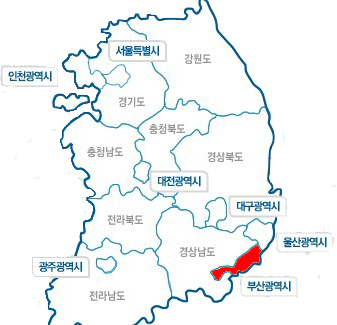 서울특별시
강원도
인천광역시
경기도
충청북도
충청남도
경상북도
대전광역시
대구광역시
전라북도
울산광역시
경상남도
광주광역시
부산광역시
전라남도